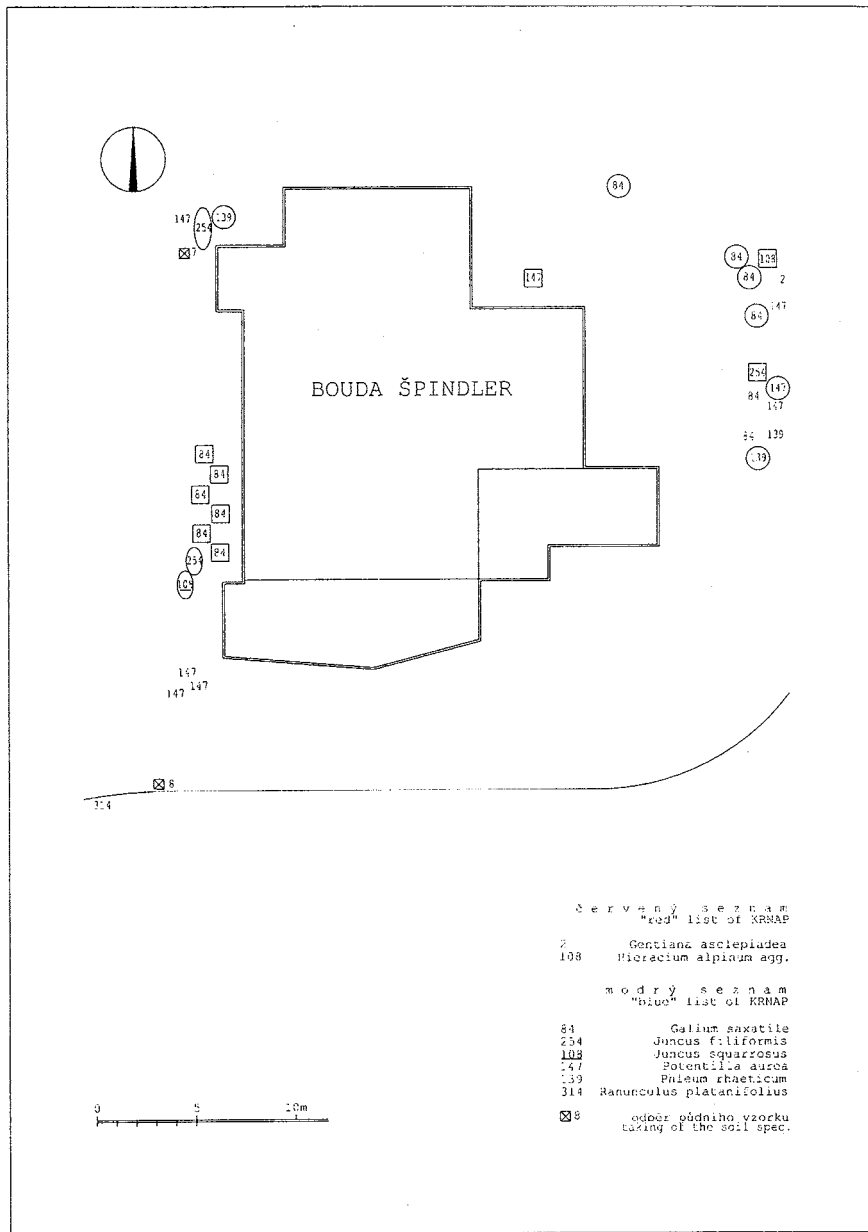 84
147 254 139
7
84 108
84 2
147
84 147
BOUDA ŠPINDLER
254
147
84
147
84 139
139
84
84
84
84
84
84
254
147
147 147
8
314
červený seznam
"red" list of KRNAP
2 Gentiana asclepiadea
108 Hieracium alpinum agg.
modrý seznam
"blue" list of KRNAP
84 Galium saxatile
254 Juncus filiformis
108 Juncus squarrosus
147 Potentilla aurea
139 Phleum rhaeticum
314 Ranunculus platanifolius
0 5 10m
8 odběr půdního vzorku
taking of the soil spec.